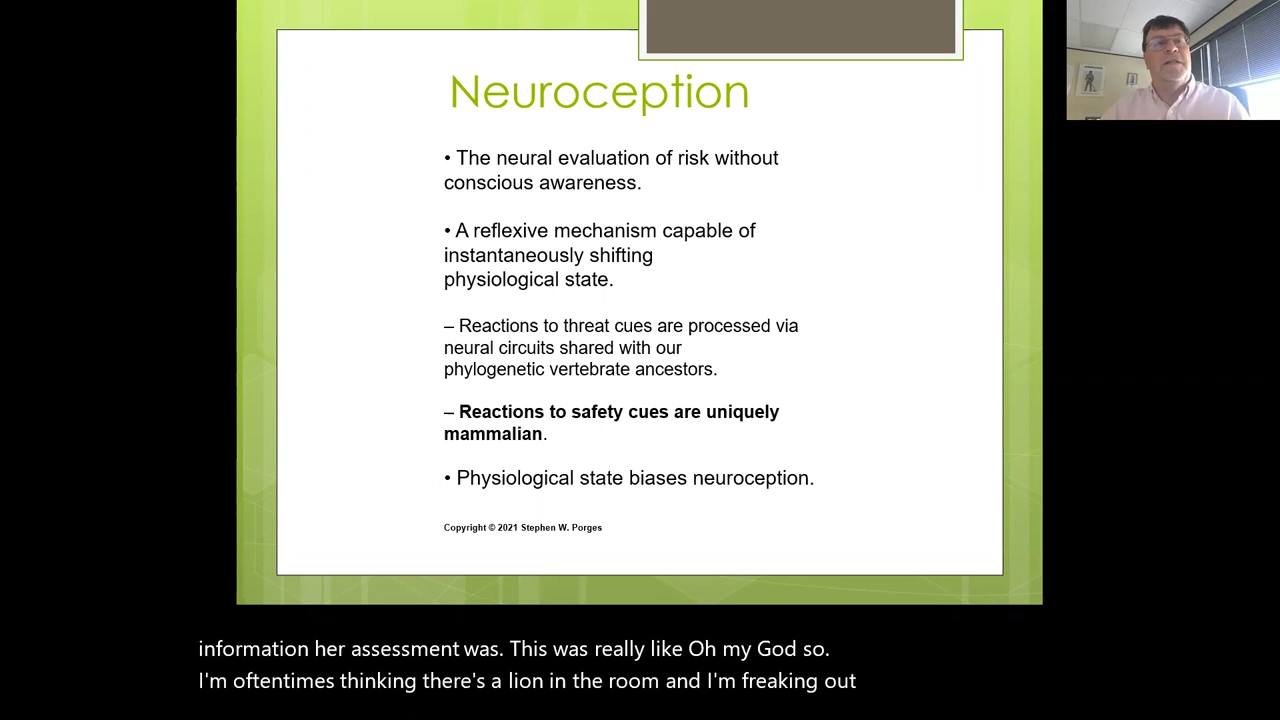 Neuroception
• The neural evaluation of risk without
conscious awareness.
• A reflexive mechanism capable of
instantaneously shifting
physiological state.
– Reactions to threat cues are processed via
neural circuits shared with our
phylogenetic vertebrate ancestors.
– Reactions to safety cues are uniquely
mammalian.
• Physiological state biases neuroception.
Copyright © 2021 Stephen W. Porges
information her assessment was. This was really like Oh my God so.
I'm oftentimes thinking there's a lion in the room and I'm freaking out